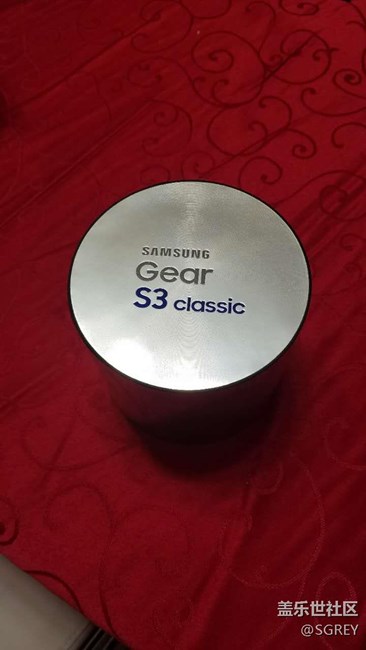 SAMSUNG
Gear
S3 classic
盖乐世社区
@SGREY